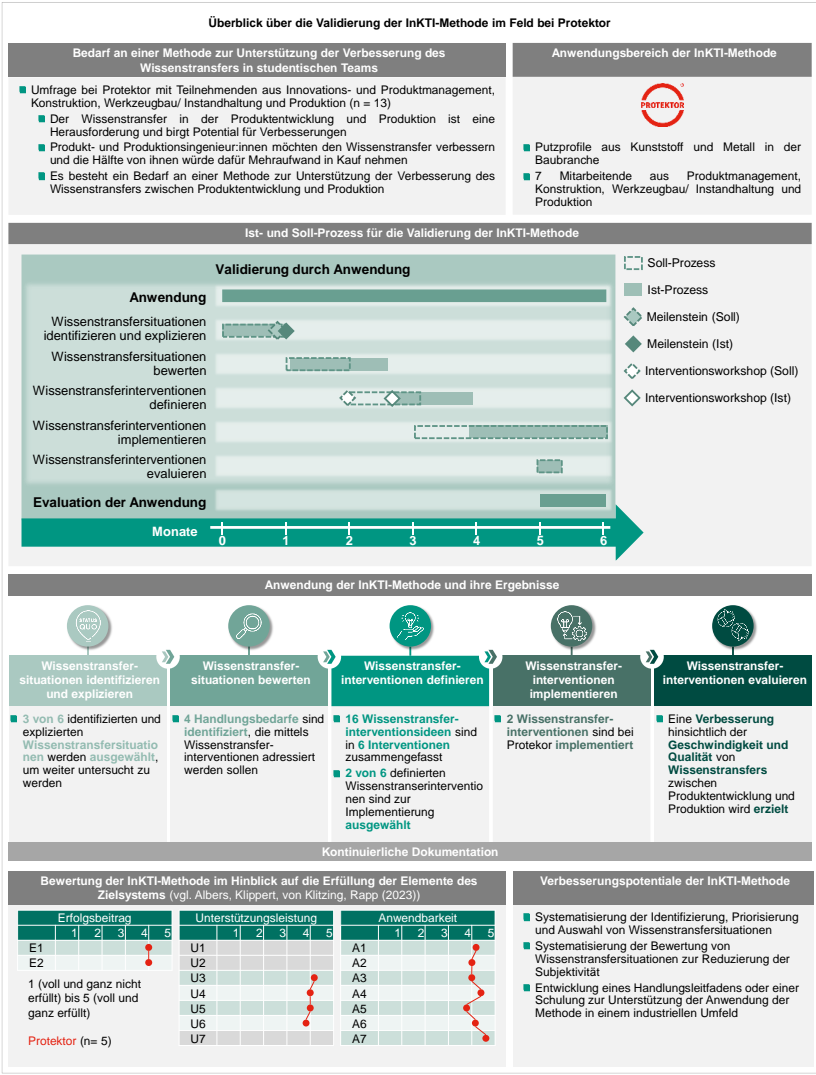 Überblick über die Validierung der InKTI-Methode im Feld bei Protektor
Bedarf an einer Methode zur Unterstützung der Verbesserung des
Wissenstransfers in studentischen Teams
Umfrage bei Protektor mit Teilnehmenden aus Innovations- und Produktmanagement,
Konstruktion, Werkzeugbau/ Instandhaltung und Produktion (n = 13)
Der Wissenstransfer in der Produktentwicklung und Produktion ist eine
Herausforderung und birgt Potential für Verbesserungen
Produkt- und Produktionsingenieur:innen möchten den Wissenstransfer verbessern
und die Hälfte von ihnen würde dafür Mehraufwand in Kauf nehmen
Es besteht ein Bedarf an einer Methode zur Unterstützung der Verbesserung des
Wissenstransfers zwischen Produktentwicklung und Produktion
Anwendungsbereich der InKTI-Methode
PROTEKTOR
Putzprofile aus Kunststoff und Metall in der
Baubranche
7 Mitarbeitende aus Produktmanagement,
Konstruktion, Werkzeugbau/ Instandhaltung und
Produktion
Ist- und Soll-Prozess für die Validierung der InKTI-Methode
Validierung durch Anwendung
Anwendung
Wissenstransfersituationen
identifizieren und explizieren
Wissenstransfersituationen
bewerten
Wissenstransferinterventionen
definieren
Wissenstransferinterventionen
implementieren
Wissenstransferinterventionen
evaluieren
Evaluation der Anwendung
Monate
0 1 2 3 4 5 6
Soll-Prozess
Ist-Prozess
Meilenstein (Soll)
Meilenstein (Ist)
Interventionsworkshop (Soll)
Interventionsworkshop (Ist)
Anwendung der InKTI-Methode und ihre Ergebnisse
STATUS
QUO
Wissenstransfer-
situationen identifizieren
und explizieren
3 von 6 identifizierten und
explizierten
Wissenstransfersituatio
nen werden ausgewählt,
um weiter untersucht zu
werden
Wissenstransfer-
situationen bewerten
4 Handlungsbedarfe sind
identifiziert, die mittels
Wissenstransfer-
interventionen adressiert
werden sollen
Wissenstransfer-
interventionen definieren
16 Wissenstransfer-
interventionsideen sind
in 6 Interventionen
zusammengefasst
2 von 6 definierten
Wissenstranserinterventio
nen sind zur
Implementierung
ausgewählt
Wissenstransfer-
interventionen
implementieren
2 Wissenstransfer-
interventionen sind bei
Protekor implementiert
Wissenstransfer-
interventionen evaluieren
Eine Verbesserung
hinsichtlich der
Geschwindigkeit und
Qualität von
Wissenstransfers
zwischen
Produktentwicklung und
Produktion wird erzielt
Kontinuierliche Dokumentation
Bewertung der InKTI-Methode im Hinblick auf die Erfüllung der Elemente des
Zielsystems (vgl. Albers, Klippert, von Klitzing, Rapp (2023))
Erfolgsbeitrag
1 2 3 4 5
E1
E2
1 (voll und ganz nicht
erfüllt) bis 5 (voll und
ganz erfüllt)
Protektor (n= 5)
Unterstützungsleistung
1 2 3 4 5
U1
U2
U3
U4
U5
U6
U7
Anwendbarkeit
1 2 3 4 5
A1
A2
A3
A4
A5
A6
A7
Verbesserungspotentiale der InKTI-Methode
Systematisierung der Identifizierung, Priorisierung
und Auswahl von Wissenstransfersituationen
Systematisierung der Bewertung von
Wissenstransfersituationen zur Reduzierung der
Subjektivität
Entwicklung eines Handlungsleitfadens oder einer
Schulung zur Unterstützung der Anwendung der
Methode in einem industriellen Umfeld